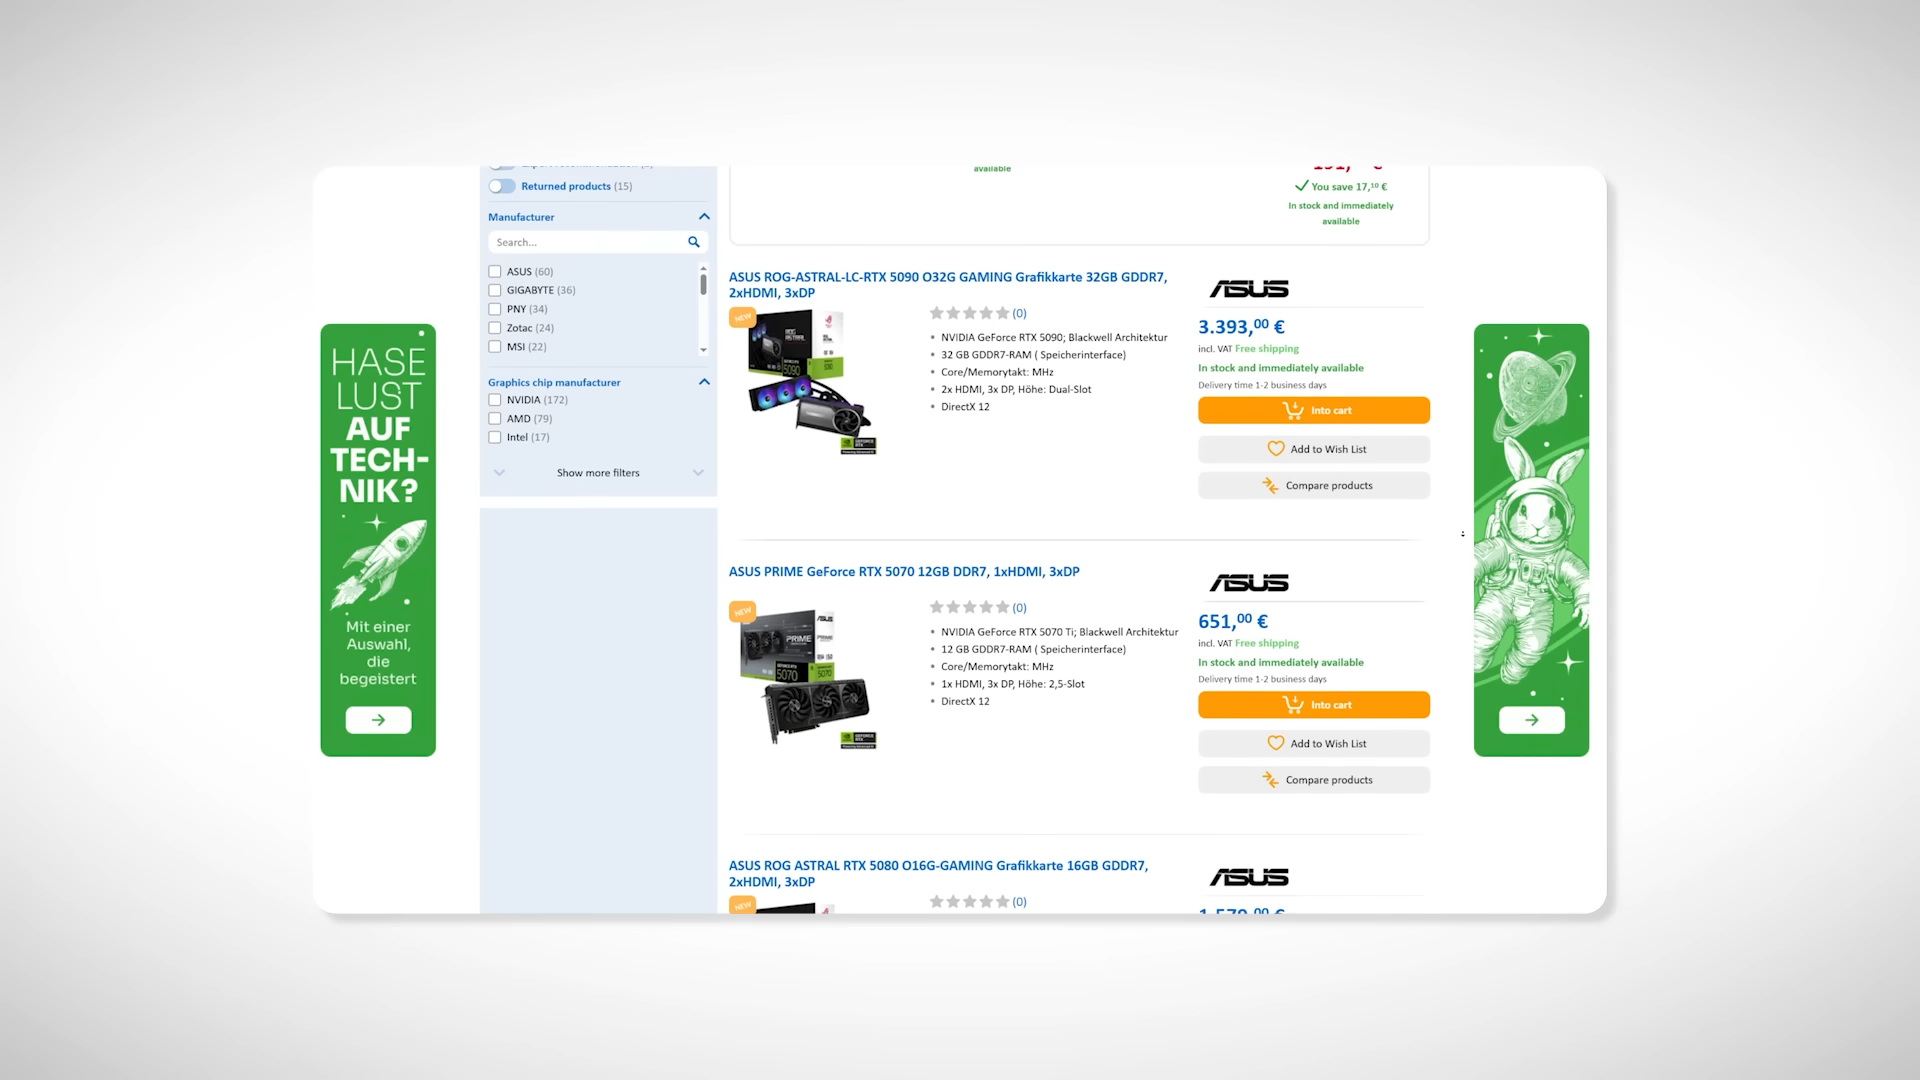 Returned products (15)
Manufacturer
Search...
ASUS (60)
GIGABYTE (36)
PNY (34)
Zotac (24)
MSI (22)
Graphics chip manufacturer
NVIDIA (172)
AMD (79)
Intel (17)
Show more filters
HASE
LUST
AUF
TECH-
NIK?
Mit einer
Auswahl,
die
begeistert
available
You save 17,10 €
In stock and immediately
available
ASUS ROG-ASTRAL-LC-RTX 5090 O32G GAMING Grafikkarte 32GB GDDR7,
2xHDMI, 3xDP
NEW
(0)
• NVIDIA GeForce RTX 5090; Blackwell Architektur
• 32 GB GDDR7-RAM ( Speicherinterface)
• Core/Memorytakt: MHz
• 2x HDMI, 3x DP, Höhe: Dual-Slot
• DirectX 12
ASUS
3.393,00 €
incl. VAT Free shipping
In stock and immediately available
Delivery time 1-2 business days
Into cart
Add to Wish List
Compare products
ASUS PRIME GeForce RTX 5070 12GB DDR7, 1xHDMI, 3xDP
NEW
(0)
• NVIDIA GeForce RTX 5070 Ti; Blackwell Architektur
• 12 GB GDDR7-RAM ( Speicherinterface)
• Core/Memorytakt: MHz
• 1x HDMI, 3x DP, Höhe: 2,5-Slot
• DirectX 12
ASUS
PRIME
5070
651,00 €
incl. VAT Free shipping
In stock and immediately available
Delivery time 1-2 business days
Into cart
Add to Wish List
Compare products
ASUS ROG ASTRAL RTX 5080 O16G-GAMING Grafikkarte 16GB GDDR7,
2xHDMI, 3xDP
NEW
(0)
ASUS